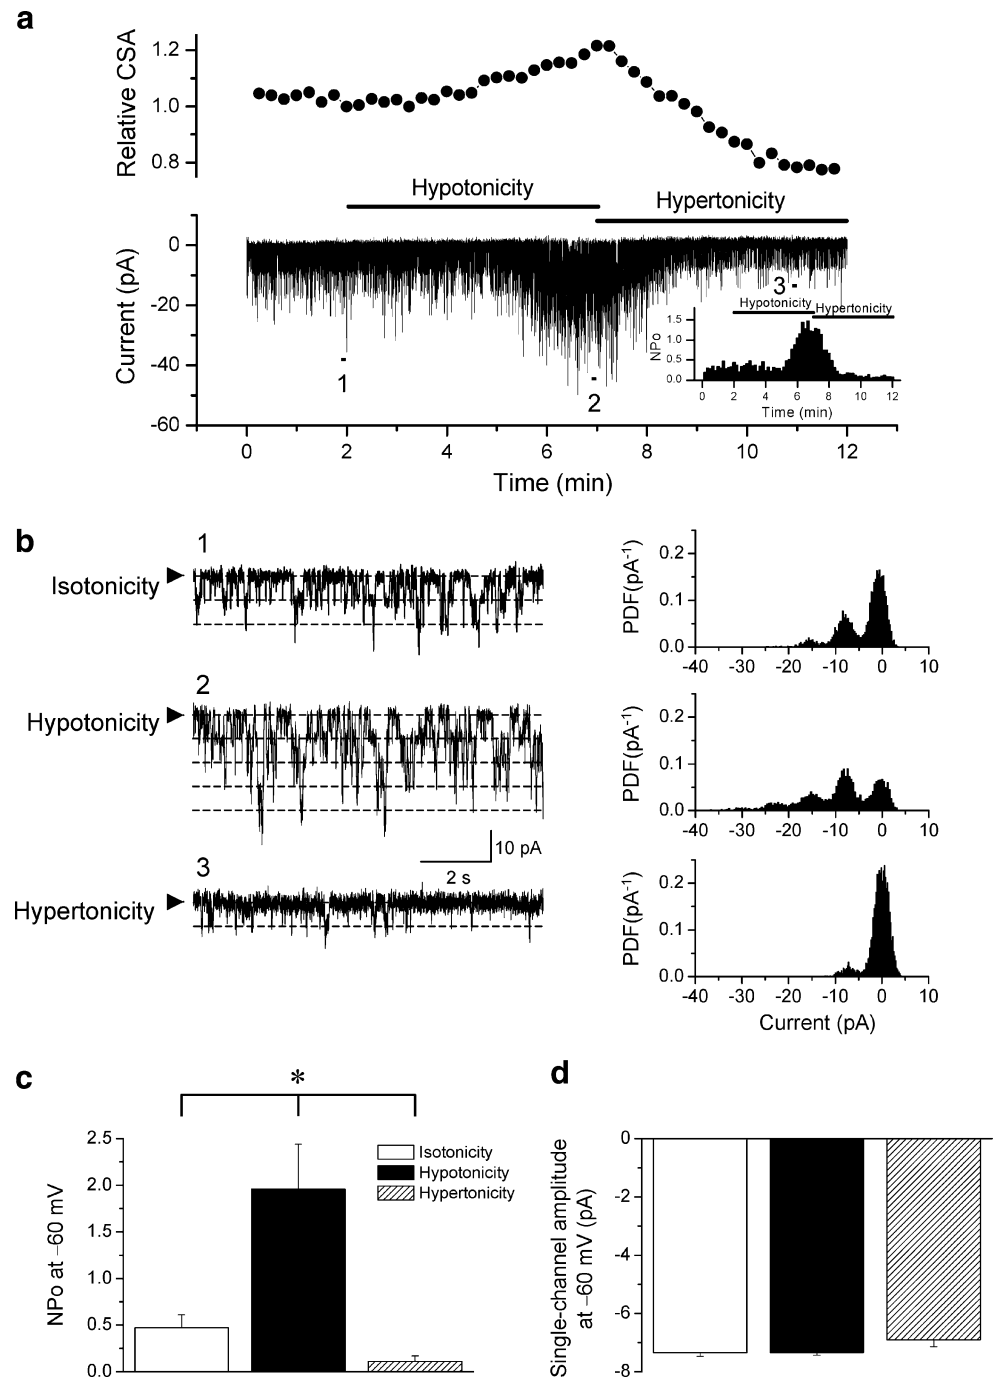 a
Relative CSA
1.2
1.0
0.8
Hypotonicity
Hypertonicity
Current (pA)
0
-20
-40
-60
1
2
3
Hypotonicity
Hypertonicity
NPo
1.5
1.0
0.5
0.0
0 2 4 6 8 10 12
Time (min)
0 2 4 6 8 10 12
Time (min)
b
1
Isotonicity
2
Hypotonicity
10 pA
2 s
3
Hypertonicity
PDF(pA-1)
0.2
0.1
0.0
-40 -30 -20 -10 0 10
PDF(pA-1)
0.2
0.1
0.0
-40 -30 -20 -10 0 10
PDF(pA-1)
0.2
0.1
0.0
-40 -30 -20 -10 0 10
Current (pA)
c
*
NPo at –60 mV
2.5
2.0
1.5
1.0
0.5
0.0
Isotonicity
Hypotonicity
Hypertonicity
d
Single-channel amplitude
at –60 mV (pA)
0
-2
-4
-6
-8